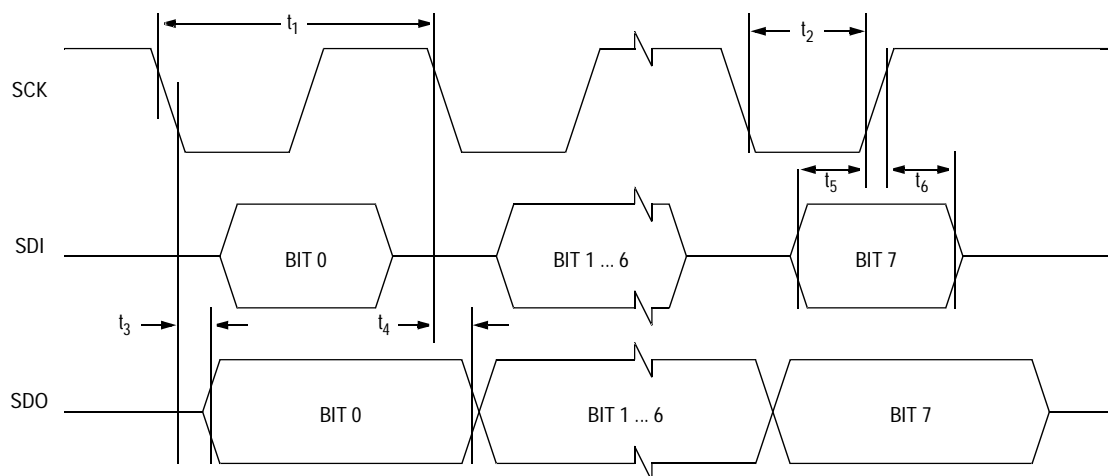 t1
t2
SCK
t5
t6
SDI
BIT 0
BIT 1 ... 6
BIT 7
t3
t4
SDO
BIT 0
BIT 1 ... 6
BIT 7